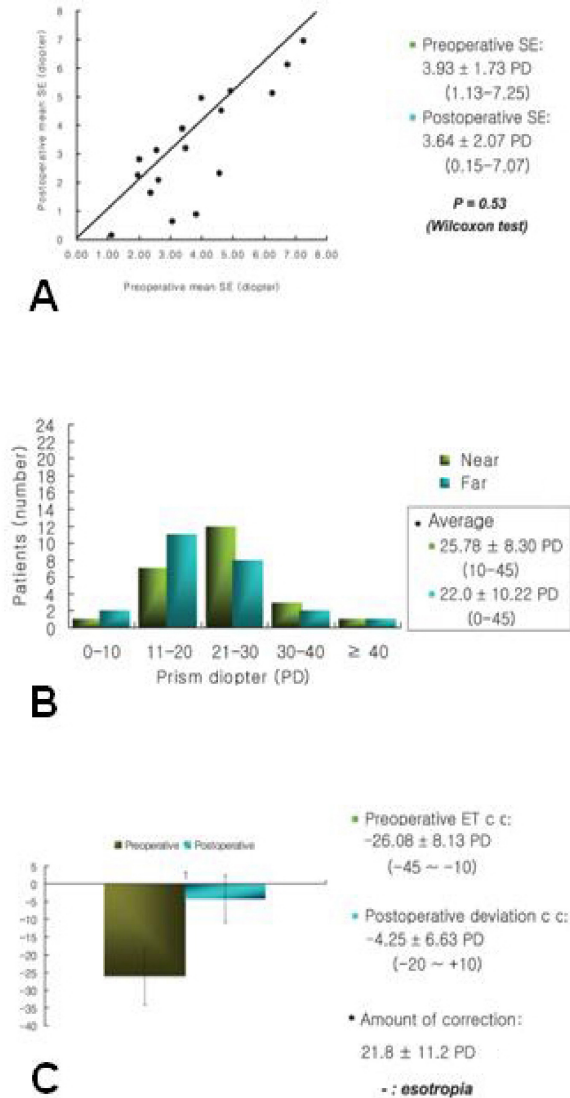 8
7
6
5
4
3
2
1
0
Postoperative mean SE (diopter)
0.00 1.00 2.00 3.00 4.00 5.00 6.00 7.00 8.00
Preoperative mean SE (diopter)
Preoperative SE:
3.93 ± 1.73 PD
(1.13-7.25)
Postoperative SE:
3.64 ± 2.07 PD
(0.15-7.07)
P = 0.53
(Wilcoxon test)
A
24
22
20
18
16
14
12
10
8
6
4
2
0
Patients (number)
0-10 11-20 21-30 30-40 ≥ 40
Prism diopter (PD)
Near
Far
• Average
25.78 ± 8.30 PD
(10-45)
22.0 ± 10.22 PD
(0-45)
B
Preoperative Postoperative
5
0
-5
-10
-15
-20
-25
-30
-35
-40
1
Preoperative ET c c:
-26.08 ± 8.13 PD
(-45 ~ -10)
Postoperative deviation c c:
-4.25 ± 6.63 PD
(-20 ~ +10)
• Amount of correction:
21.8 ± 11.2 PD
- : esotropia
C